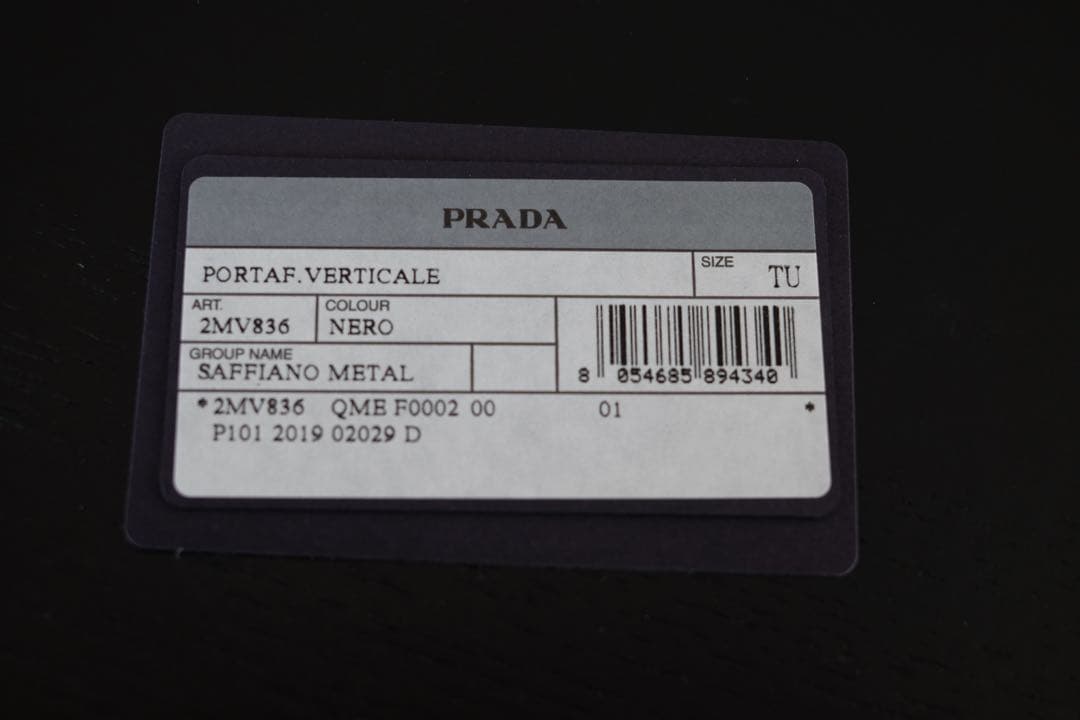 PRADA
PORTAF.VERTICALE
SIZE
TU
ART.
2MV836
COLOUR
NERO
GROUP NAME
SAFFIANO METAL
8 054685 894340
*2MV836 QME F0002 00 01 *
P101 2019 02029 D